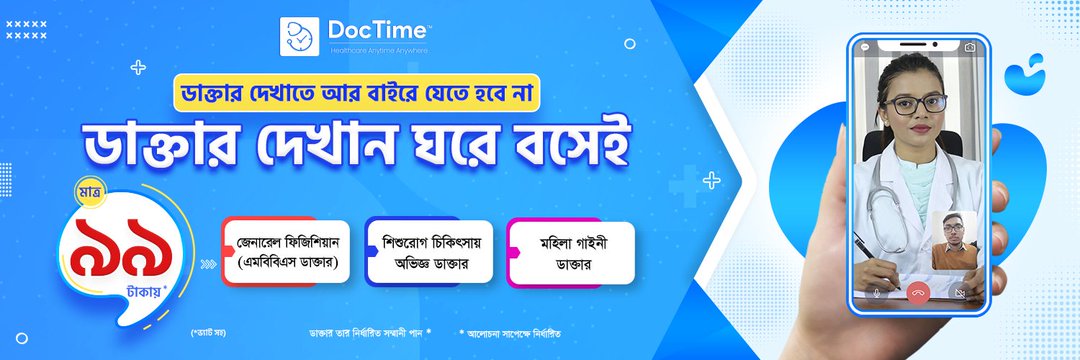 DocTime™
Healthcare Anytime Anywhere
ডাক্তার দেখাতে আর বাইরে যেতে হবে না
ডাক্তার দেখান ঘরে বসেই
মাত্র
৯৯
টাকায়*
জেনারেল ফিজিশিয়ান
(এমবিবিএস ডাক্তার)
শিশুরোগ চিকিৎসায়
অভিজ্ঞ ডাক্তার
মহিলা গাইনী
ডাক্তার
(*ভ্যাট সহ) ডাক্তার তার নির্ধারিত সম্মানী পান * * আলোচনা সাপেক্ষে নির্ধারিত